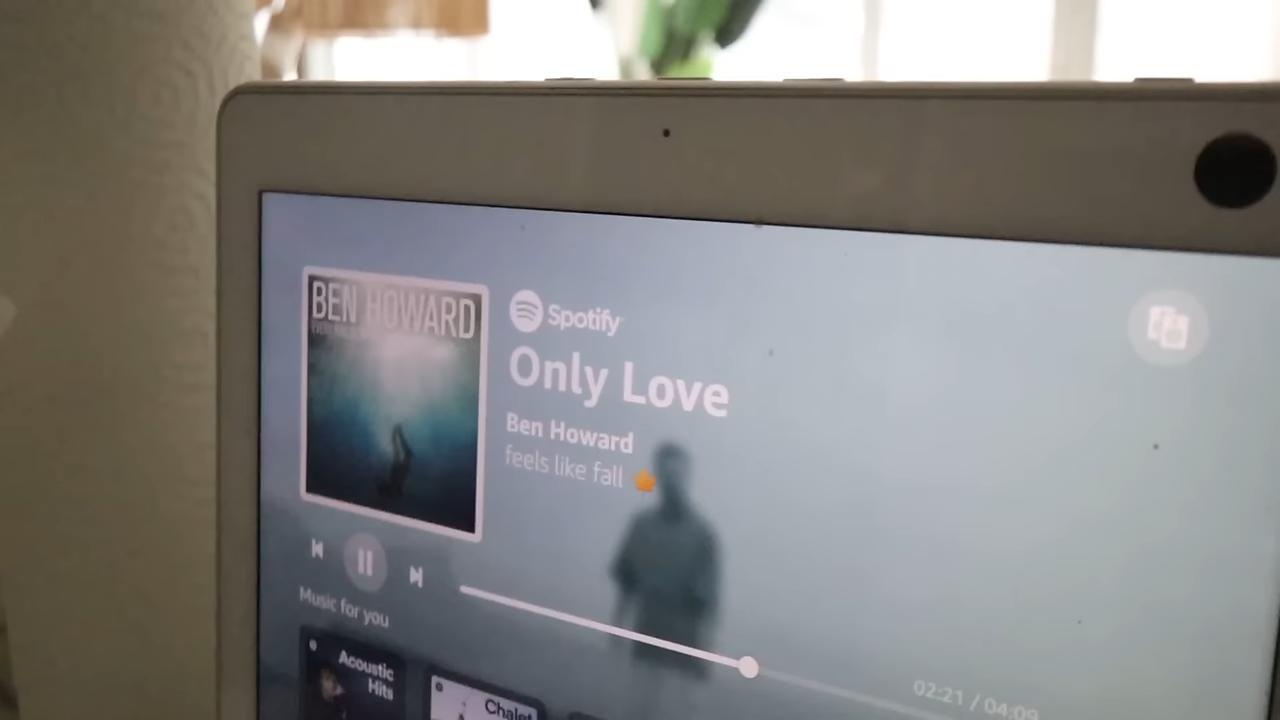 BEN HOWARD
Spotify
Only Love
Ben Howard
feels like fall 🍁
Music for you
02:21 / 04:09
Acoustic
Hits
Chalet